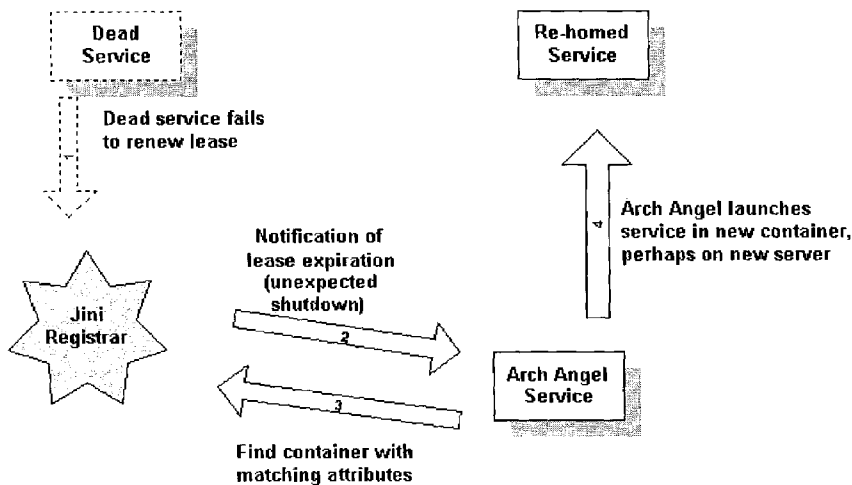 Dead
Service
Re-homed
Service
Dead service fails
to renew lease
1
4
Arch Angel launches
service in new container,
perhaps on new server
Notification of
lease expiration
(unexpected
shutdown)
Jini
Registrar
2
Arch Angel
Service
3
Find container with
matching attributes